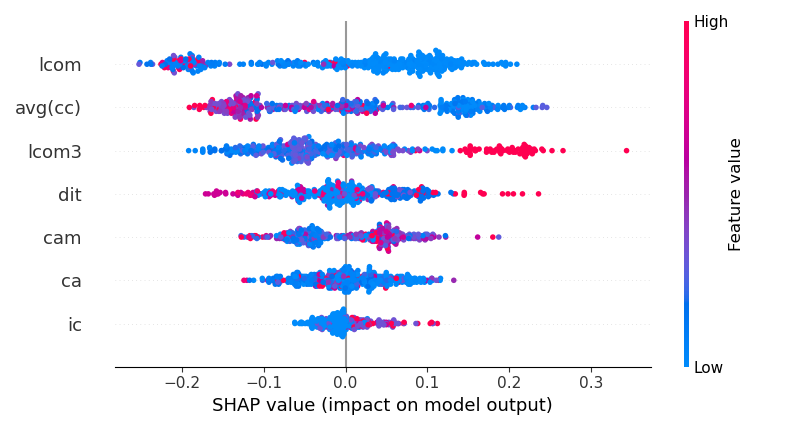 High
lcom
avg(cc)
lcom3
dit
cam
ca
ic
Feature value
Low
−0.2 −0.1 0.0 0.1 0.2 0.3
SHAP value (impact on model output)